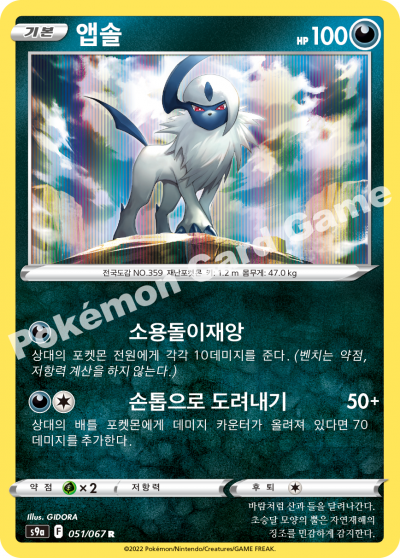 기본 앱솔 HP 100
전국도감 NO.359 재난포켓몬 키: 1.2 m 몸무게: 47.0 kg
Pokémon Card Game
소용돌이재앙
상대의 포켓몬 전원에게 각각 10데미지를 준다. (벤치는 약점,
저항력 계산을 하지 않는다.)
손톱으로 도려내기 50+
상대의 배틀 포켓몬에게 데미지 카운터가 올려져 있다면 70
데미지를 추가한다.
약점 ×2 저항력 후퇴
Illus. GIDORA
s9a F 051/067 R
바람처럼 산과 들을 달려나간다.
초승달 모양의 뿔은 자연재해의
징조를 민감하게 감지한다.
©2022 Pokémon/Nintendo/Creatures/GAME FREAK.